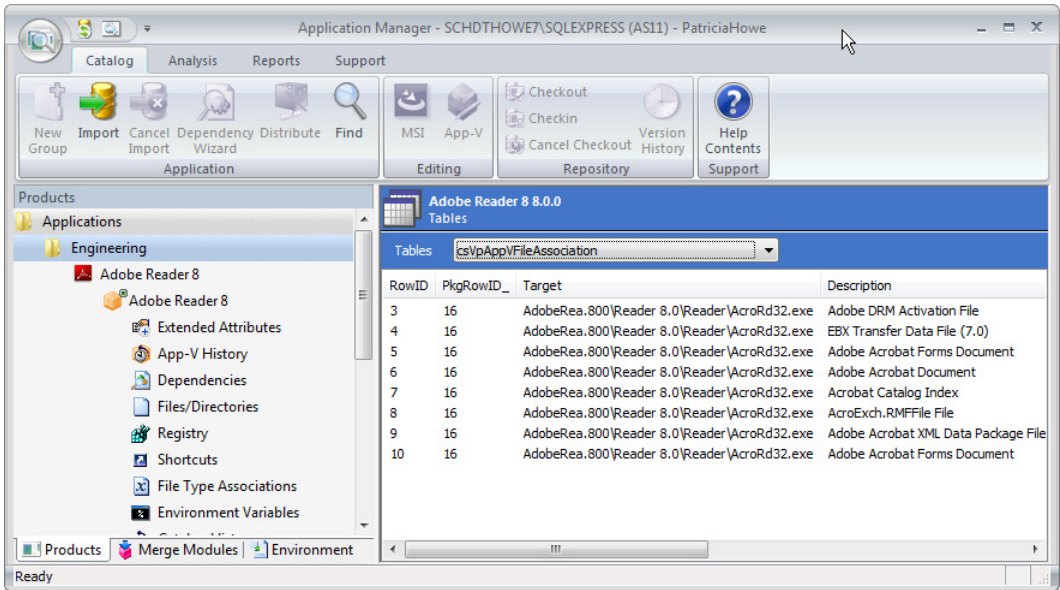 Application Manager - SCHDTHOWE7\SQLEXPRESS (AS11) - PatriciaHowe
Catalog Analysis Reports Support
New Group Import Cancel Import Dependency Wizard Distribute Find
MSI App-V
Checkout
Checkin
Cancel Checkout
Version History
Help Contents
Application Editing Repository Support
Products
Applications
Engineering
Adobe Reader 8
Adobe Reader 8
Extended Attributes
App-V History
Dependencies
Files/Directories
Registry
Shortcuts
File Type Associations
Environment Variables
Products Merge Modules Environment
Adobe Reader 8 8.0.0
Tables
Tables csVpAppVFileAssociation
RowID PkgRowID_ Target Description
3 16 AdobeRea.800\Reader 8.0\Reader\AcroRd32.exe Adobe DRM Activation File
4 16 AdobeRea.800\Reader 8.0\Reader\AcroRd32.exe EBX Transfer Data File (7.0)
5 16 AdobeRea.800\Reader 8.0\Reader\AcroRd32.exe Adobe Acrobat Forms Document
6 16 AdobeRea.800\Reader 8.0\Reader\AcroRd32.exe Adobe Acrobat Document
7 16 AdobeRea.800\Reader 8.0\Reader\AcroRd32.exe Acrobat Catalog Index
8 16 AdobeRea.800\Reader 8.0\Reader\AcroRd32.exe AcroExch.RMFFile File
9 16 AdobeRea.800\Reader 8.0\Reader\AcroRd32.exe Adobe Acrobat XML Data Package File
10 16 AdobeRea.800\Reader 8.0\Reader\AcroRd32.exe Adobe Acrobat Forms Document
Ready